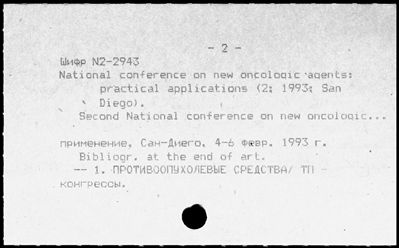 - 2 -
Шифр N2-2943
National conference on new oncologic agents:
practical applications (2; 1993; San
Diego).
Second National conference on new oncologic...
применение, Сан-Диего, 4-6 февр. 1993 г.
Bibliogr. at the end of art.
-- 1. ПРОТИВООПУХОЛЕВЫЕ СРЕДСТВА/ ТП -
конгрессы.